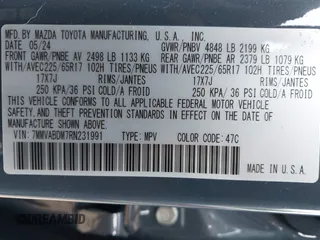 BY MAZDA TOYOTA MANUFACTURING, U.S.A., INC.
DATE 05/24 GVWR/PNBV 4848 LB 2199 KG
FRONT GAWR/PNBE AV 2498 LB 1133 KG REAR GAWR/PNBE AR 2379 LB 1079 KG
WITH/AVEC225/65R17 102H TIRES/PNEUS WITH/AVEC225/65R17 102H TIRES/PNEUS
17X7J RIMS/JANTES 17X7J RIMS/JANTES
250 KPA/36 PSI COLD/A FROID 250 KPA/36 PSI COLD/A FROID
THIS VEHICLE CONFORMS TO ALL APPLICABLE FEDERAL MOTOR VEHICLE
SAFETY, BUMPER, AND THEFT PREVENTION STANDARDS IN EFFECT ON THE DATE OF
MANUFACTURE SHOWN ABOVE.
VIN: 7MMVABDM7RN231991 TYPE: MPV COLOR CODE: 47C
MADE IN U.S.A.